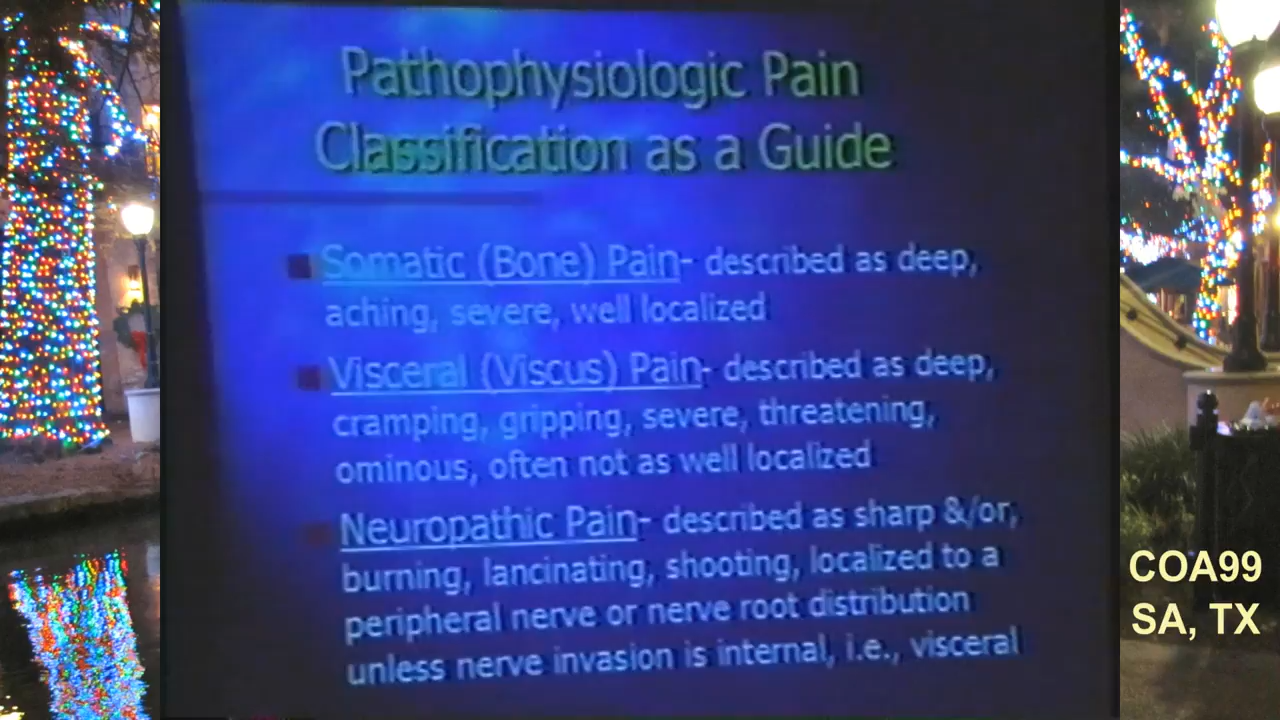 Pathophysiologic Pain
Classification as a Guide
Somatic (Bone) Pain- described as deep,
aching, severe, well localized
Visceral (Viscus) Pain- described as deep,
cramping, gripping, severe, threatening,
ominous, often not as well localized
Neuropathic Pain- described as sharp &/or,
burning, lancinating, shooting, localized to a
peripheral nerve or nerve root distribution
unless nerve invasion is internal, i.e., visceral
COA99
SA, TX